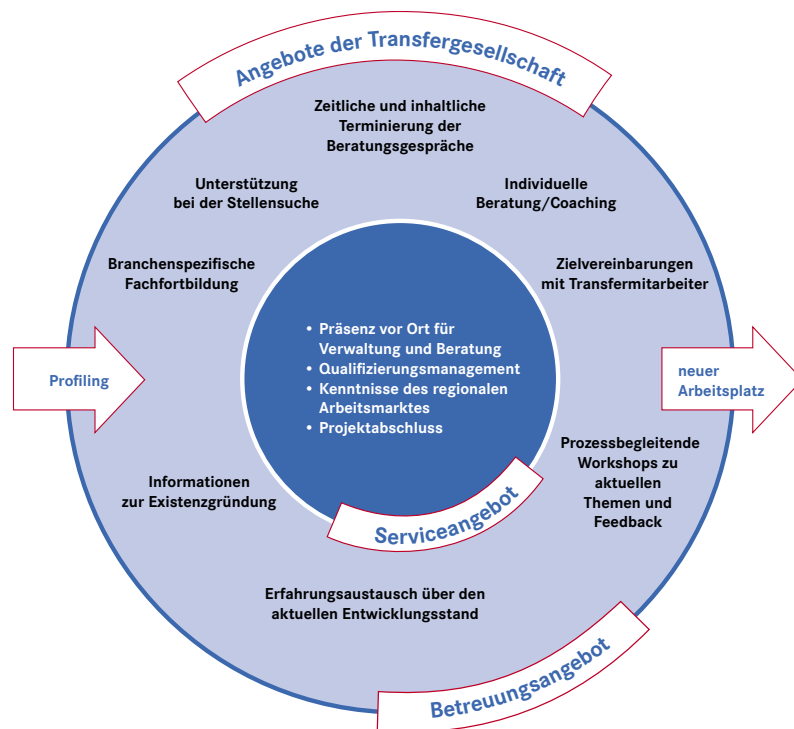 Angebote der Transfergesellschaft
Zeitliche und inhaltliche
Terminierung der
Beratungsgespräche
Unterstützung
bei der Stellensuche
Individuelle
Beratung/Coaching
Branchenspezifische
Fachfortbildung
Zielvereinbarungen
mit Transfermitarbeiter
• Präsenz vor Ort für
Verwaltung und Beratung
• Qualifizierungsmanagement
• Kenntnisse des regionalen
Arbeitsmarktes
• Projektabschluss
Profiling
neuer
Arbeitsplatz
Prozessbegleitende
Workshops zu
aktuellen
Themen und
Feedback
Informationen
zur Existenzgründung
Serviceangebot
Erfahrungsaustausch über den
aktuellen Entwicklungsstand
Betreuungsangebot